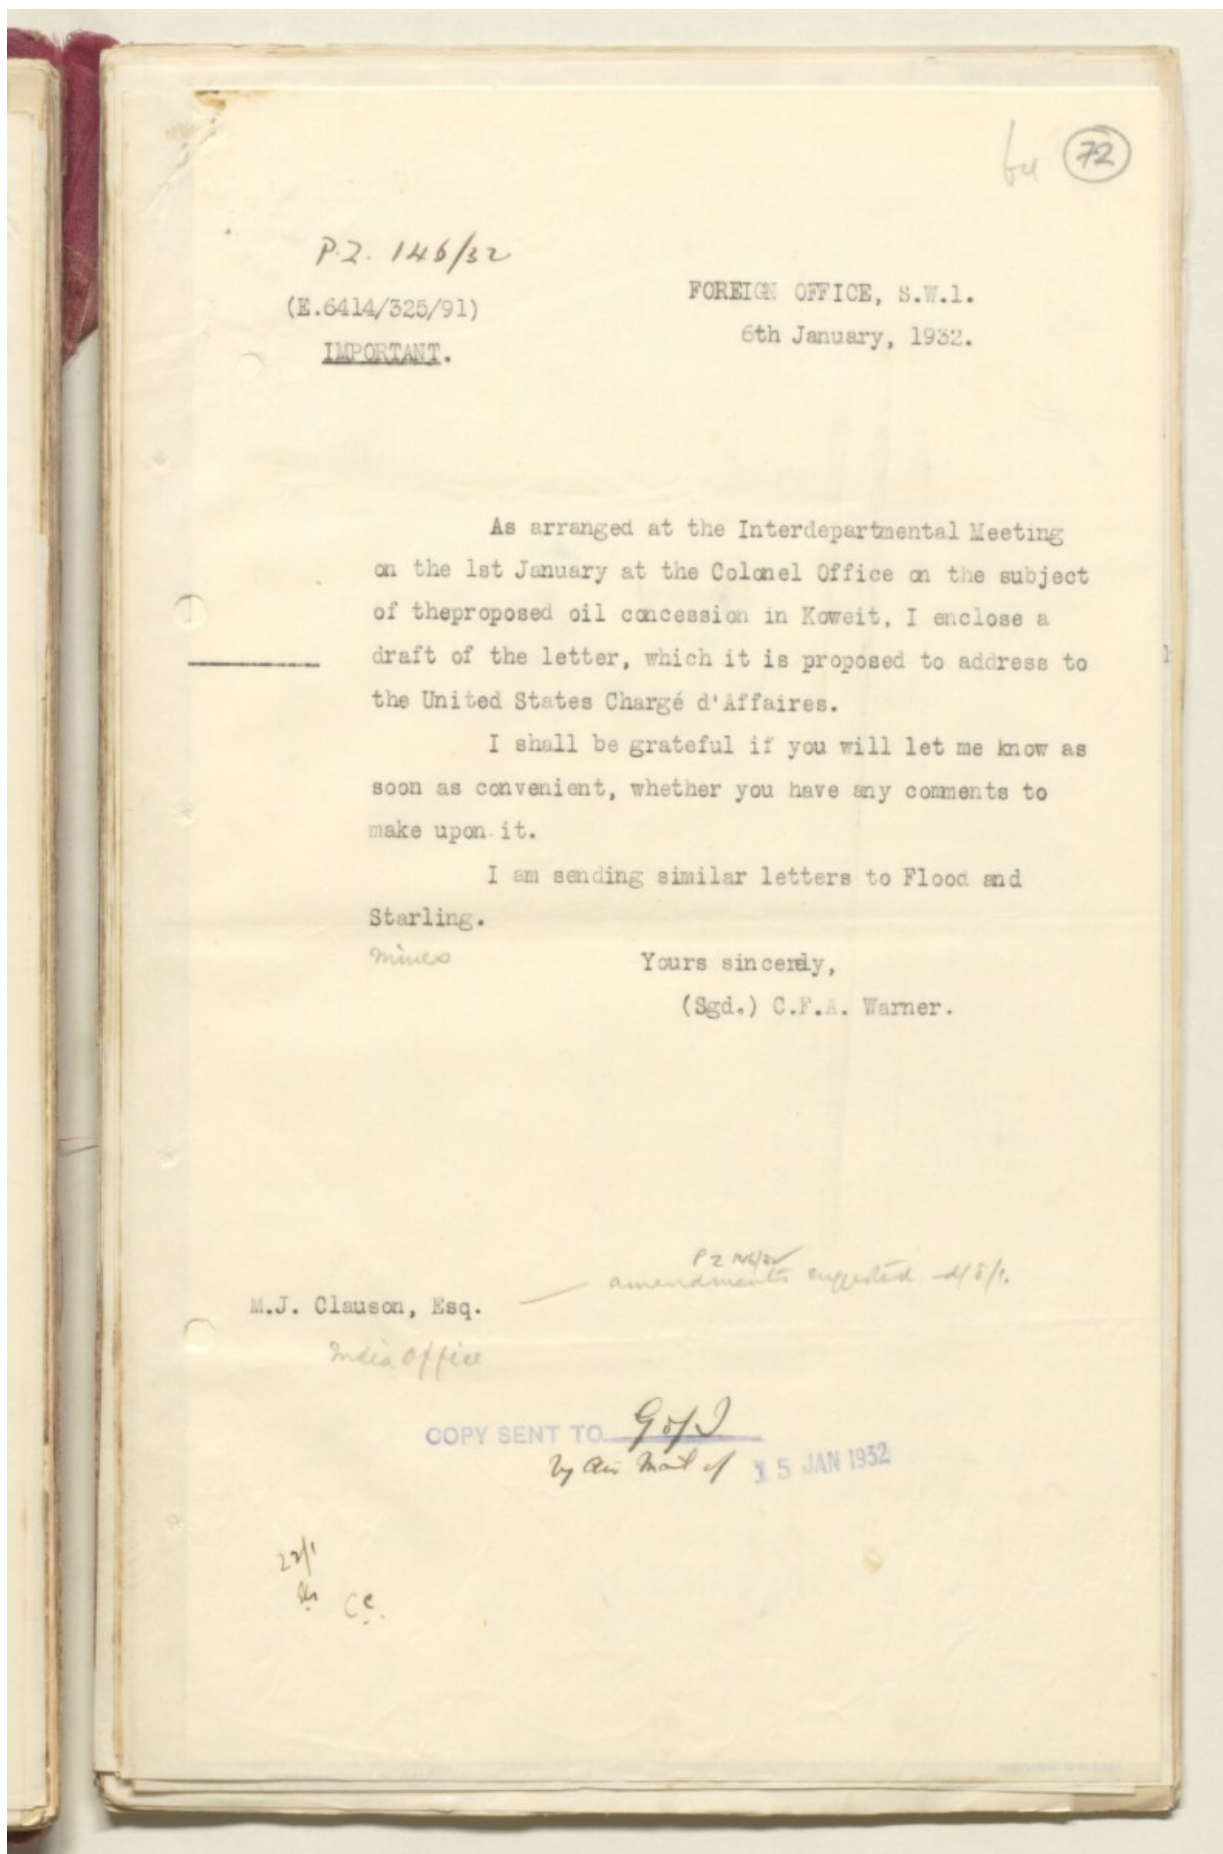 72
P.Z. 146/32
(E.6414/325/91)
IMPORTANT.
FOREIGN OFFICE, S.W.1.
6th January, 1932.
As arranged at the Interdepartmental Meeting
on the 1st January at the Colonel Office on the subject
of theproposed oil concession in Koweit, I enclose a
draft of the letter, which it is proposed to address to
the United States Chargé d'Affaires.
I shall be grateful if you will let me know as
soon as convenient, whether you have any comments to
make upon it.
I am sending similar letters to Flood and
Starling.
Mines
Yours sincerely,
(Sgd.) C.F.A. Warner.
P Z 146/32
amendments suggested
M.J. Clauson, Esq.
India Office
COPY SENT TO G of I
by Air Mail of 15 JAN 1932
22/1